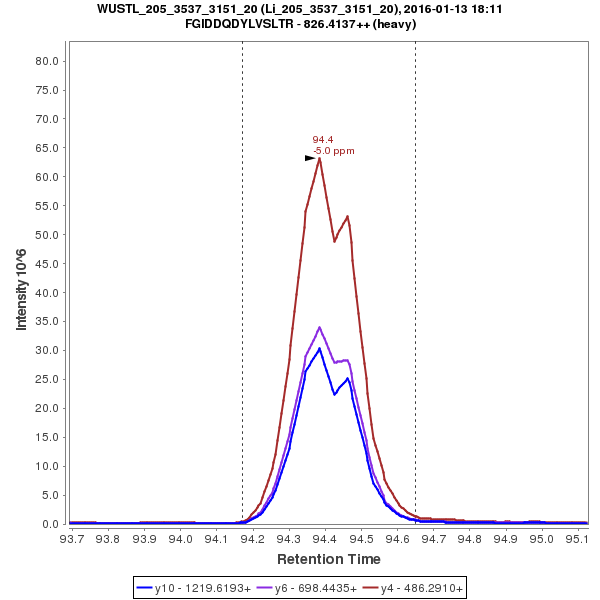 WUSTL_205_3537_3151_20 (Li_205_3537_3151_20), 2016-01-13 18:11
FGIDDQDYLVSLTR - 826.4137++ (heavy)
Intensity 10^6
80.0
75.0
70.0
65.0
60.0
55.0
50.0
45.0
40.0
35.0
30.0
25.0
20.0
15.0
10.0
5.0
0.0
94.4
-5.0 ppm
93.7 93.8 93.9 94.0 94.1 94.2 94.3 94.4 94.5 94.6 94.7 94.8 94.9 95.0 95.1
Retention Time
y10 - 1219.6193+ y6 - 698.4435+ y4 - 486.2910+